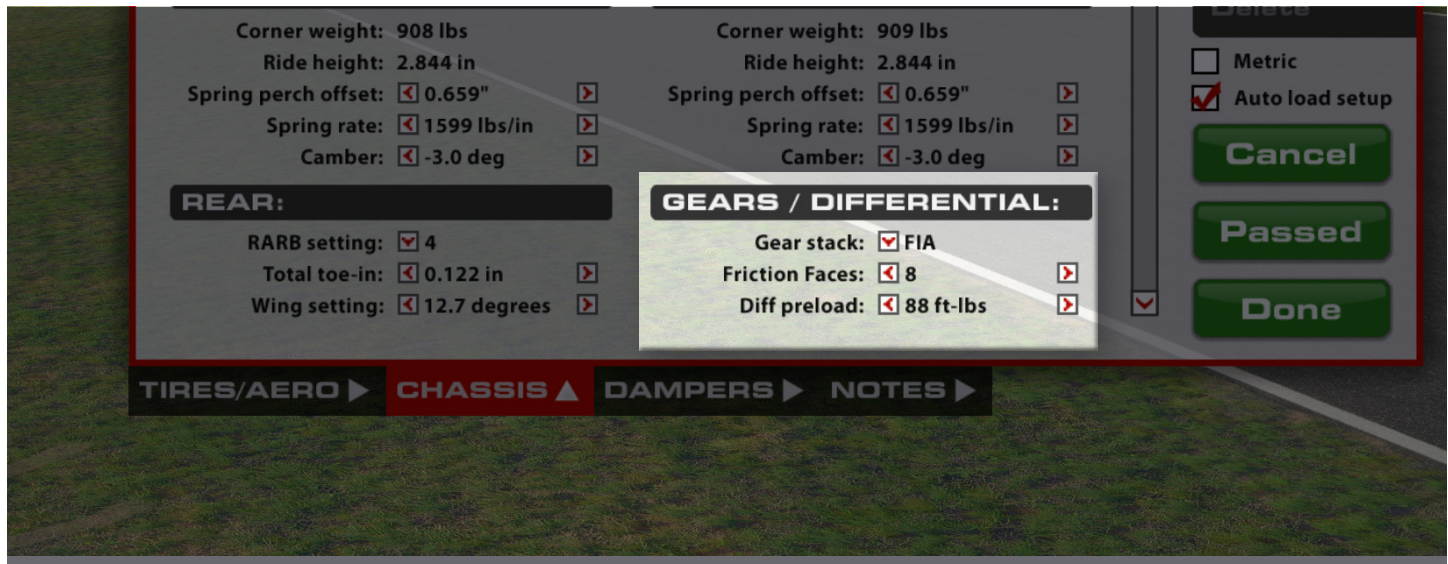 Delete
Corner weight: 908 lbs
Ride height: 2.844 in
Spring perch offset: 0.659"
Spring rate: 1599 lbs/in
Camber: -3.0 deg
Corner weight: 909 lbs
Ride height: 2.844 in
Spring perch offset: 0.659"
Spring rate: 1599 lbs/in
Camber: -3.0 deg
Metric
Auto load setup
Cancel
Passed
Done
REAR:
RARB setting: 4
Total toe-in: 0.122 in
Wing setting: 12.7 degrees
GEARS / DIFFERENTIAL:
Gear stack: FIA
Friction Faces: 8
Diff preload: 88 ft-lbs
TIRES/AERO CHASSIS DAMPERS NOTES